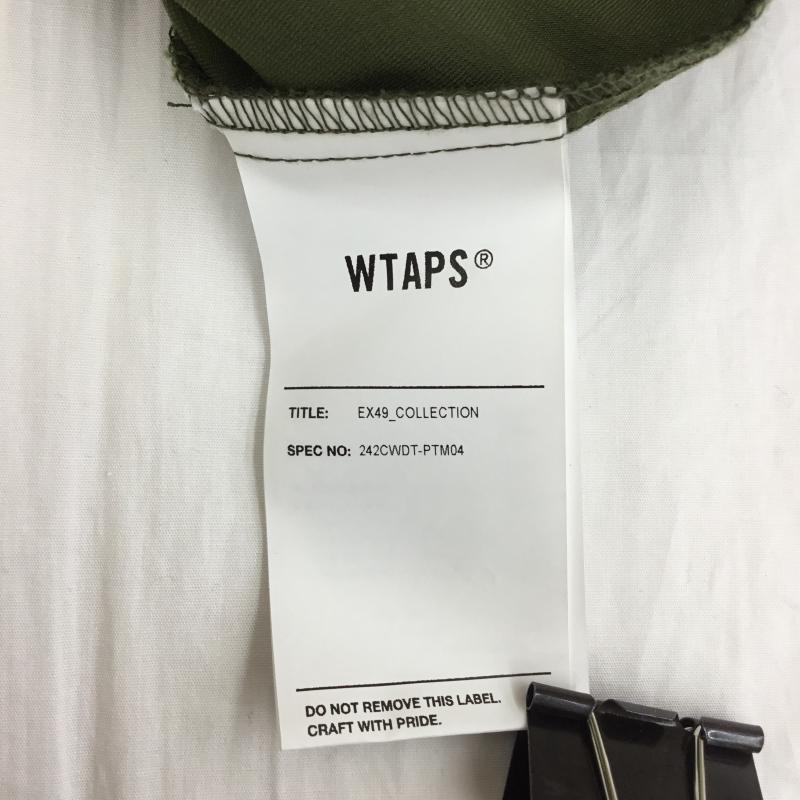 WTAPS®
TITLE: EX49_COLLECTION
SPEC NO: 242CWDT-PTM04
DO NOT REMOVE THIS LABEL.
CRAFT WITH PRIDE.